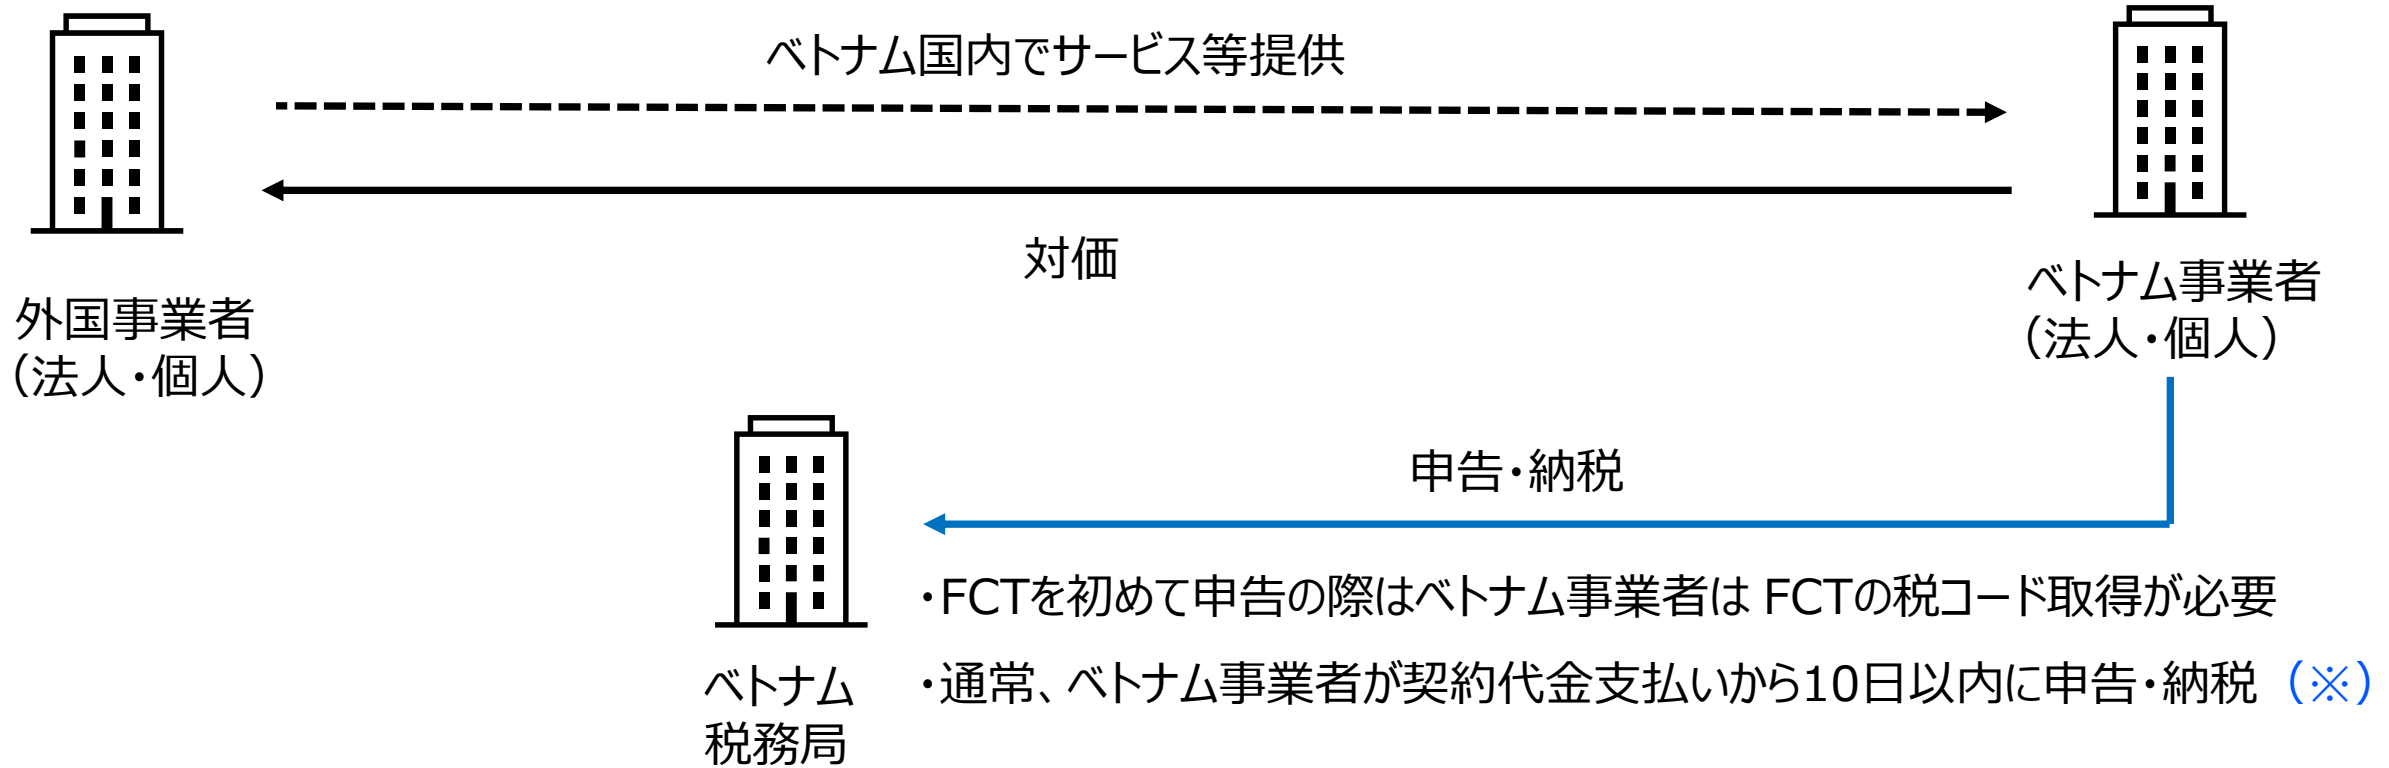 ベトナム国内でサービス等提供
対価
外国事業者
（法人・個人）
ベトナム事業者
（法人・個人）
申告・納税
・FCTを初めて申告の際はベトナム事業者は FCTの税コード取得が必要
・通常、ベトナム事業者が契約代金支払いから10日以内に申告・納税（※）
ベトナム
税務局